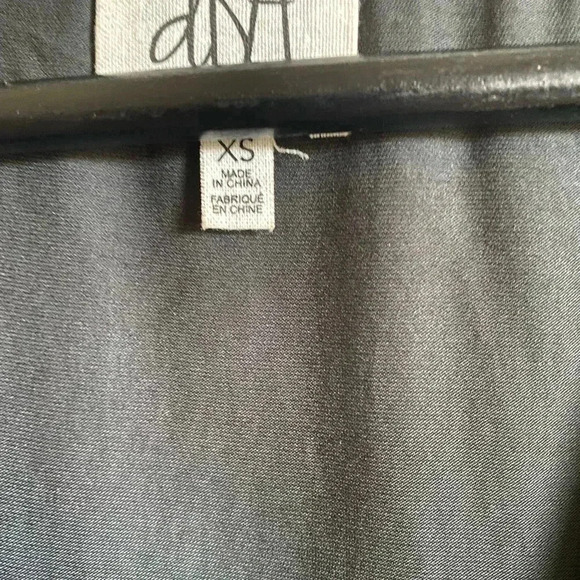 XS
MADE
IN CHINA
FABRIQUÉ
EN CHINE